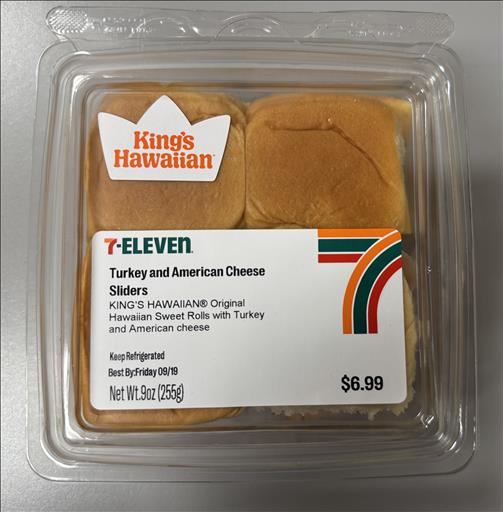 King's
Hawaiian
7-ELEVEN
Turkey and American Cheese
Sliders
KING'S HAWAIIAN® Original
Hawaiian Sweet Rolls with Turkey
and American cheese
Keep Refrigerated
Best By:Friday 09/19
Net Wt.9oz (255g)
$6.99